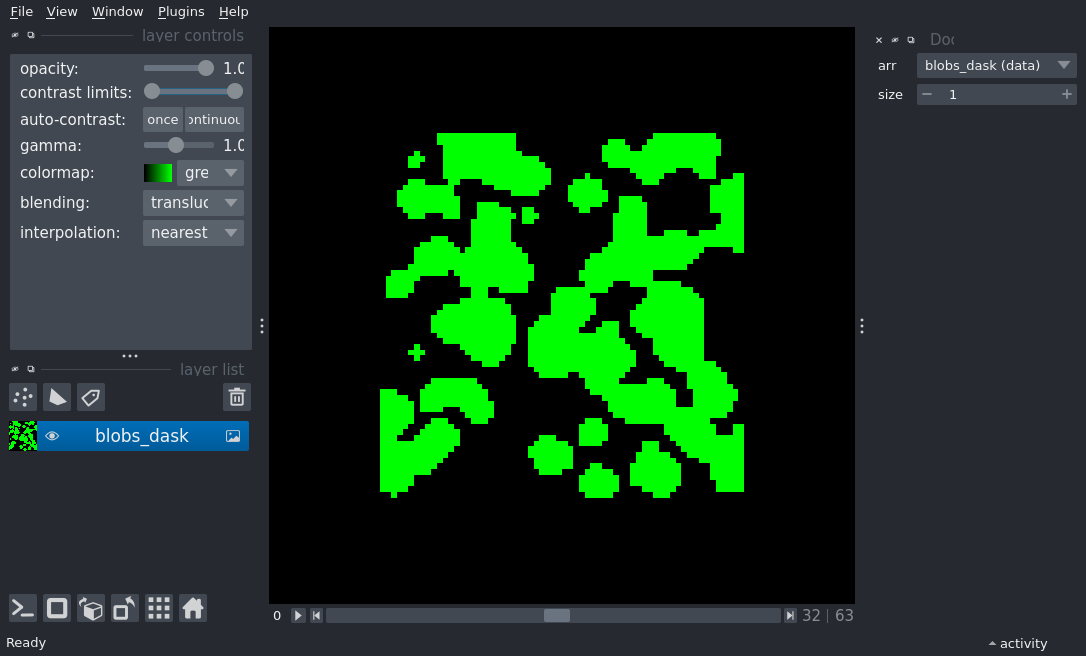 File View Window Plugins Help
layer controls
opacity: 1.0
contrast limits:
auto-contrast: once ontinuou
gamma: 1.0
colormap: gre
blending: transluc
interpolation: nearest
layer list
blobs_dask
0 32 | 63
Ready
Doc
arr blobs_dask (data)
size 1
activity